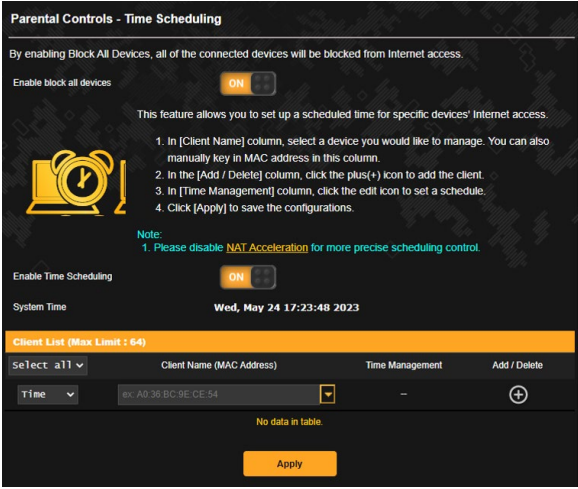 Parental Controls - Time Scheduling
By enabling Block All Devices, all of the connected devices will be blocked from Internet access.
Enable block all devices
ON
This feature allows you to set up a scheduled time for specific devices' Internet access.
1. In [Client Name] column, select a device you would like to manage. You can also
manually key in MAC address in this column.
2. In the [Add / Delete] column, click the plus(+) icon to add the client.
3. In [Time Management] column, click the edit icon to set a schedule.
4. Click [Apply] to save the configurations.
Note:
1. Please disable NAT Acceleration for more precise scheduling control.
Enable Time Scheduling
ON
System Time
Wed, May 24 17:23:48 2023
Client List (Max Limit : 64)
Select all
Client Name (MAC Address)
Time Management
Add / Delete
Time
ex: A0:36:BC:9E:CE:54
–
No data in table.
Apply